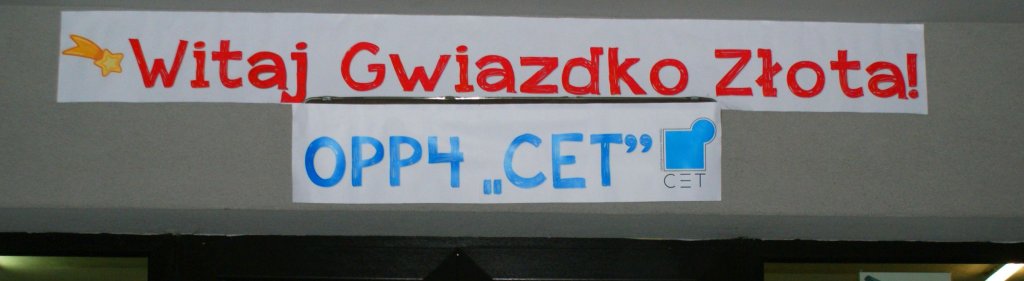 Witaj Gwiazdko Złota!
OPP4 „CET”
CET